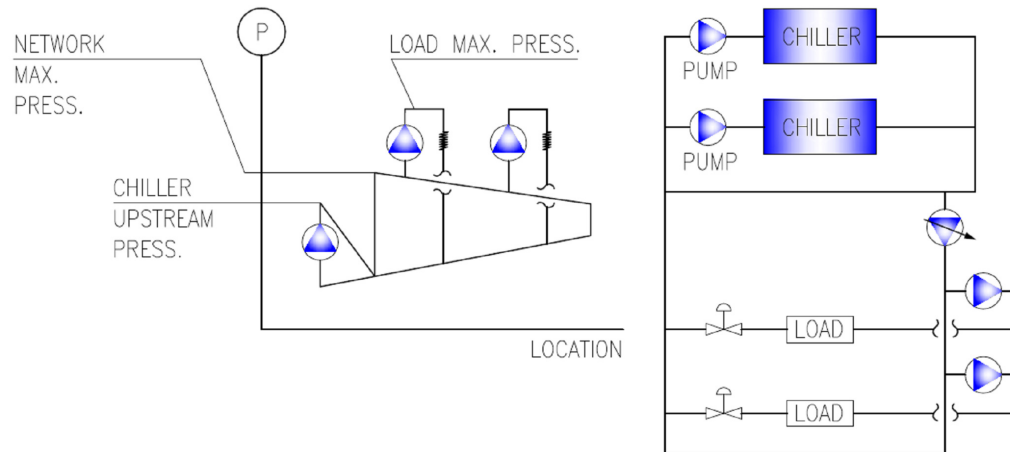 P
NETWORK
MAX.
PRESS.
LOAD MAX. PRESS.
CHILLER
UPSTREAM
PRESS.
LOCATION
CHILLER
PUMP
CHILLER
PUMP
LOAD
LOAD